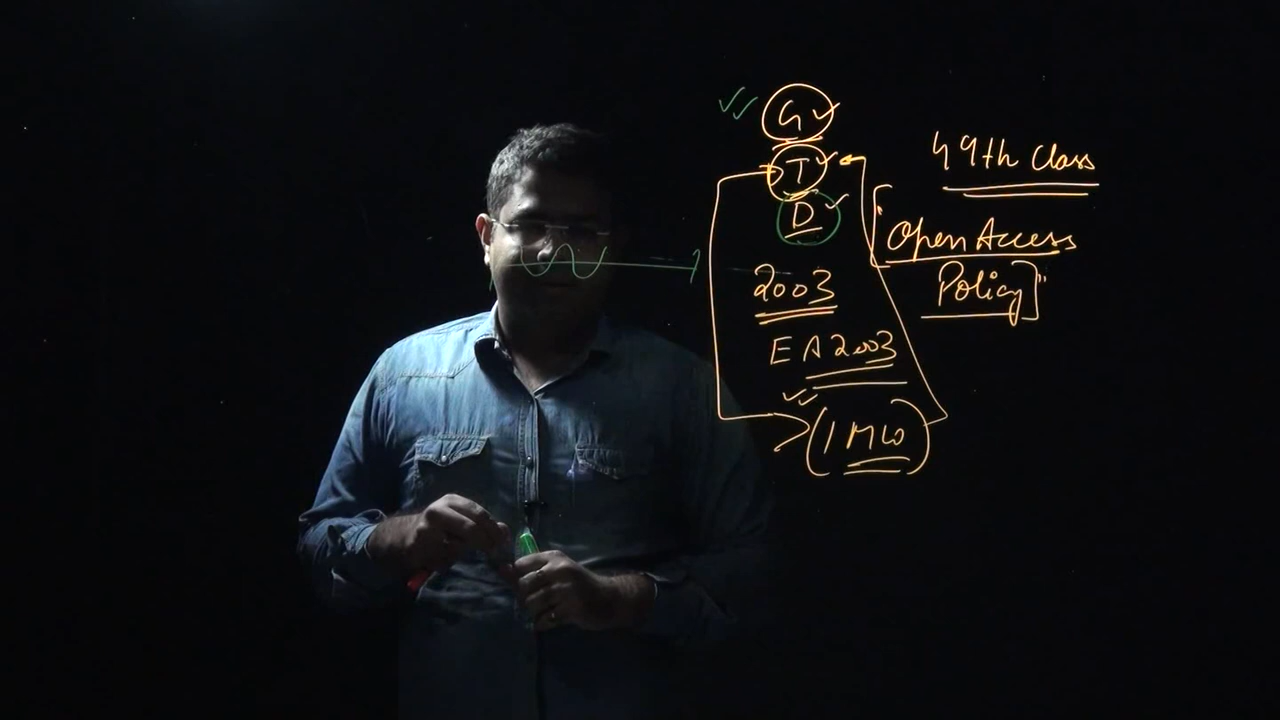 G
T
D
49th Class
"Open Access
Policy"
2003
EA 2003
(1 MW)